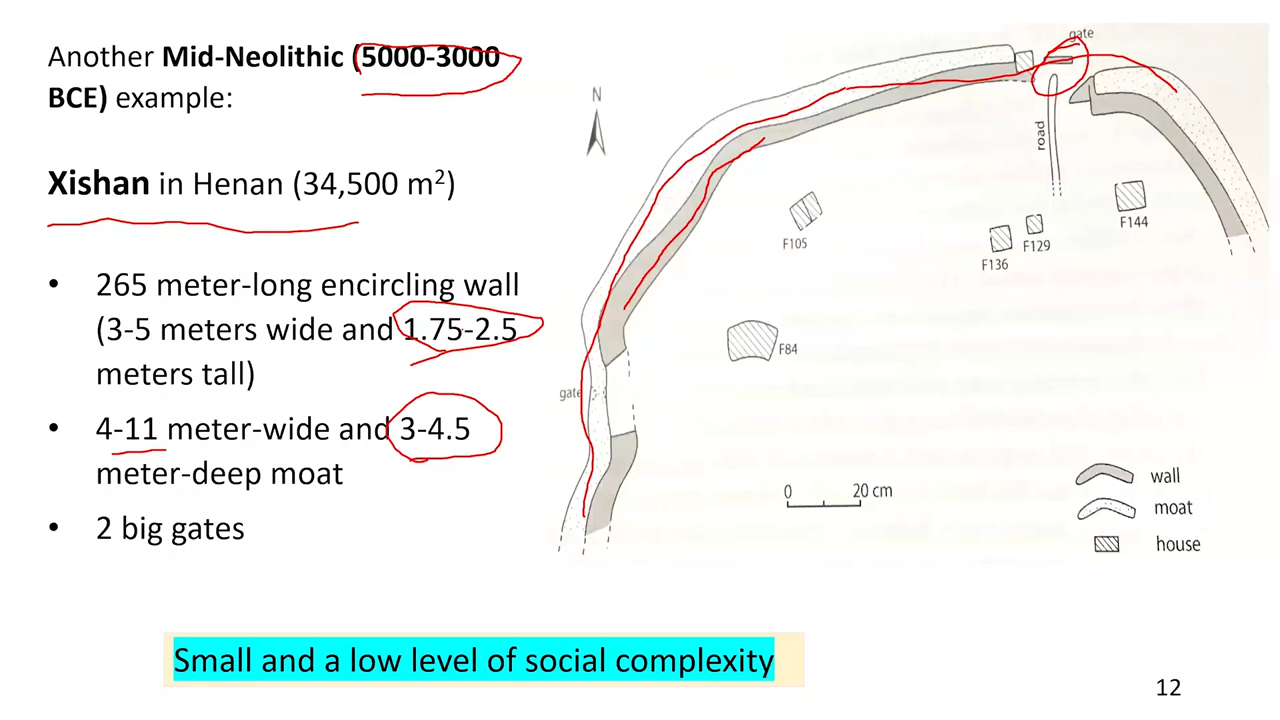 Another Mid-Neolithic (5000-3000
BCE) example:
Xishan in Henan (34,500 m²)
• 265 meter-long encircling wall
(3-5 meters wide and 1.75-2.5
meters tall)
• 4-11 meter-wide and 3-4.5
meter-deep moat
• 2 big gates
Small and a low level of social complexity
N
gate
road
F105
F136
F129
F144
F84
gate
0 20 cm
wall
moat
house
12